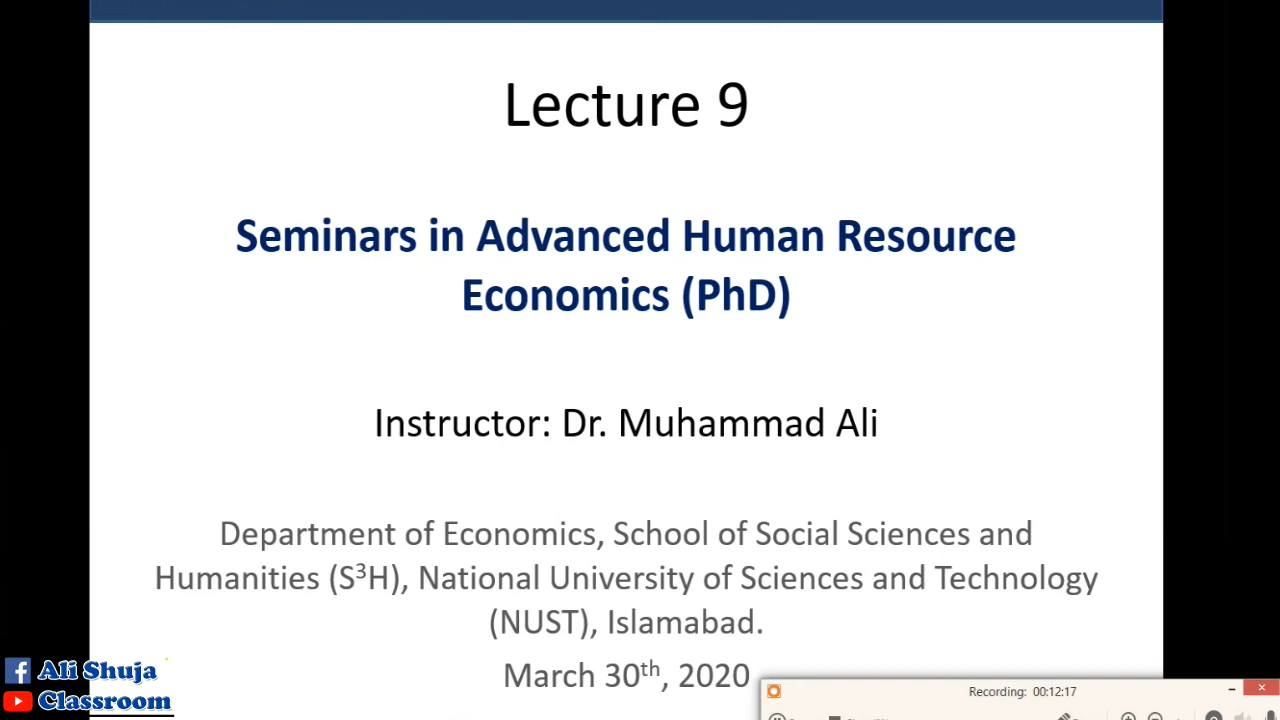 Lecture 9
Seminars in Advanced Human Resource
Economics (PhD)
Instructor: Dr. Muhammad Ali
Department of Economics, School of Social Sciences and
Humanities (S³H), National University of Sciences and Technology
(NUST), Islamabad.
March 30th, 2020
Ali Shuja
Classroom
Recording: 00:12:17